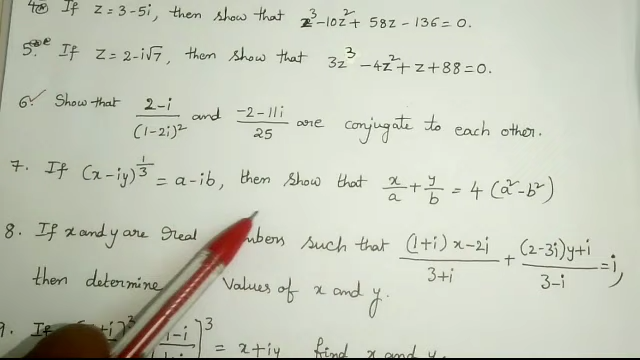 4. If z = 3-5i, then show that z³-10z²+58z-136=0.
5. If z=2-i√7, then show that 3z³-4z²+z+88=0.
6. Show that (2-i)/(1-2i)² and (-2-11i)/25 are conjugate to each other.
7. If (x-iy)^(1/3) = a-ib, then show that x/a + y/b = 4(a²-b²)
8. If x and y are real mbers such that ((1+i)x-2i)/(3+i) + ((2-3i)y+i)/(3-i) = i,
then determine values of x and y.
9. If = x+iy find x and y.